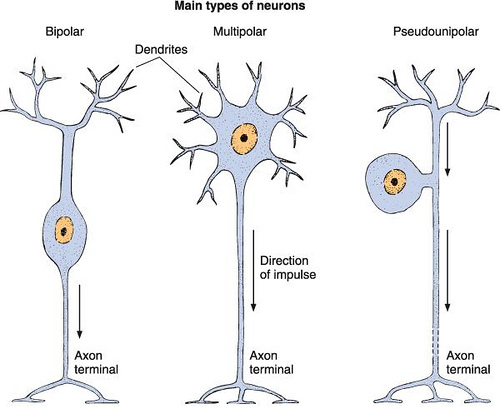 Main types of neurons
Bipolar
Multipolar
Pseudounipolar
Dendrites
Direction
of impulse
Axon
terminal
Axon
terminal
Axon
terminal